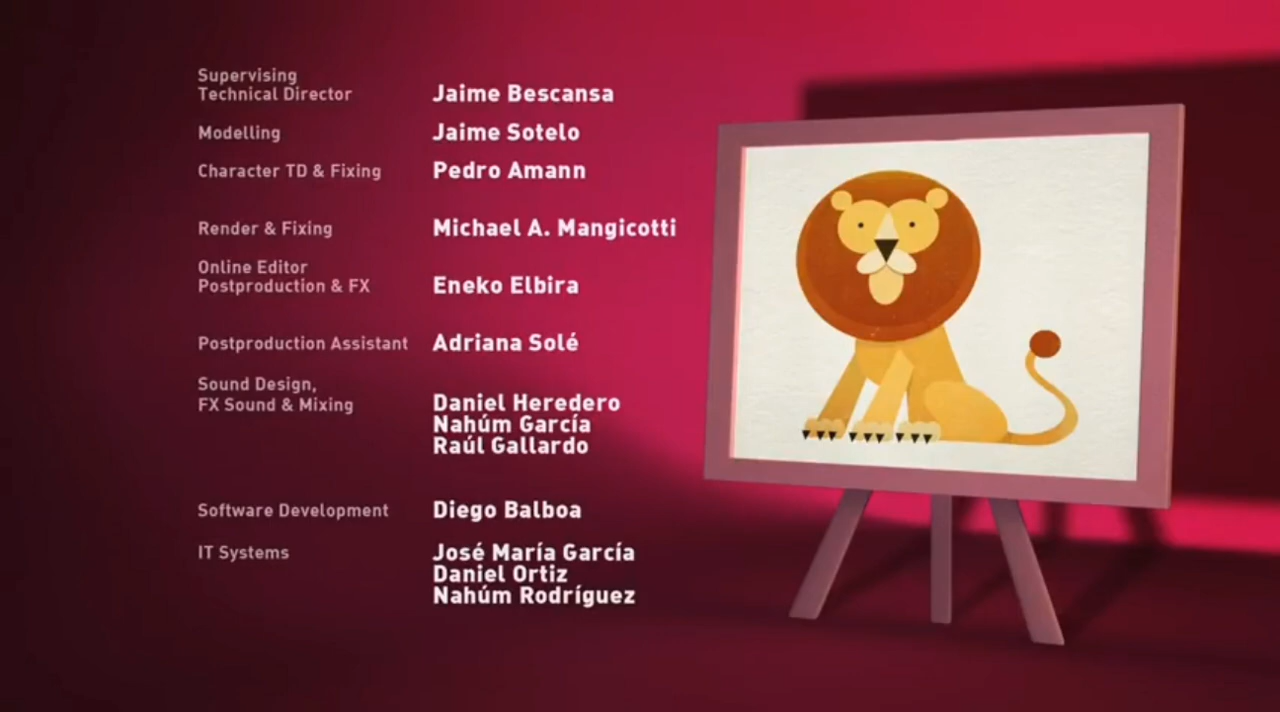 Supervising
Technical Director Jaime Bescansa
Modelling Jaime Sotelo
Character TD & Fixing Pedro Amann
Render & Fixing Michael A. Mangicotti
Online Editor
Postproduction & FX Eneko Elbira
Postproduction Assistant Adriana Solé
Sound Design,
FX Sound & Mixing Daniel Heredero
Nahúm García
Raúl Gallardo
Software Development Diego Balboa
IT Systems José María García
Daniel Ortiz
Nahúm Rodríguez